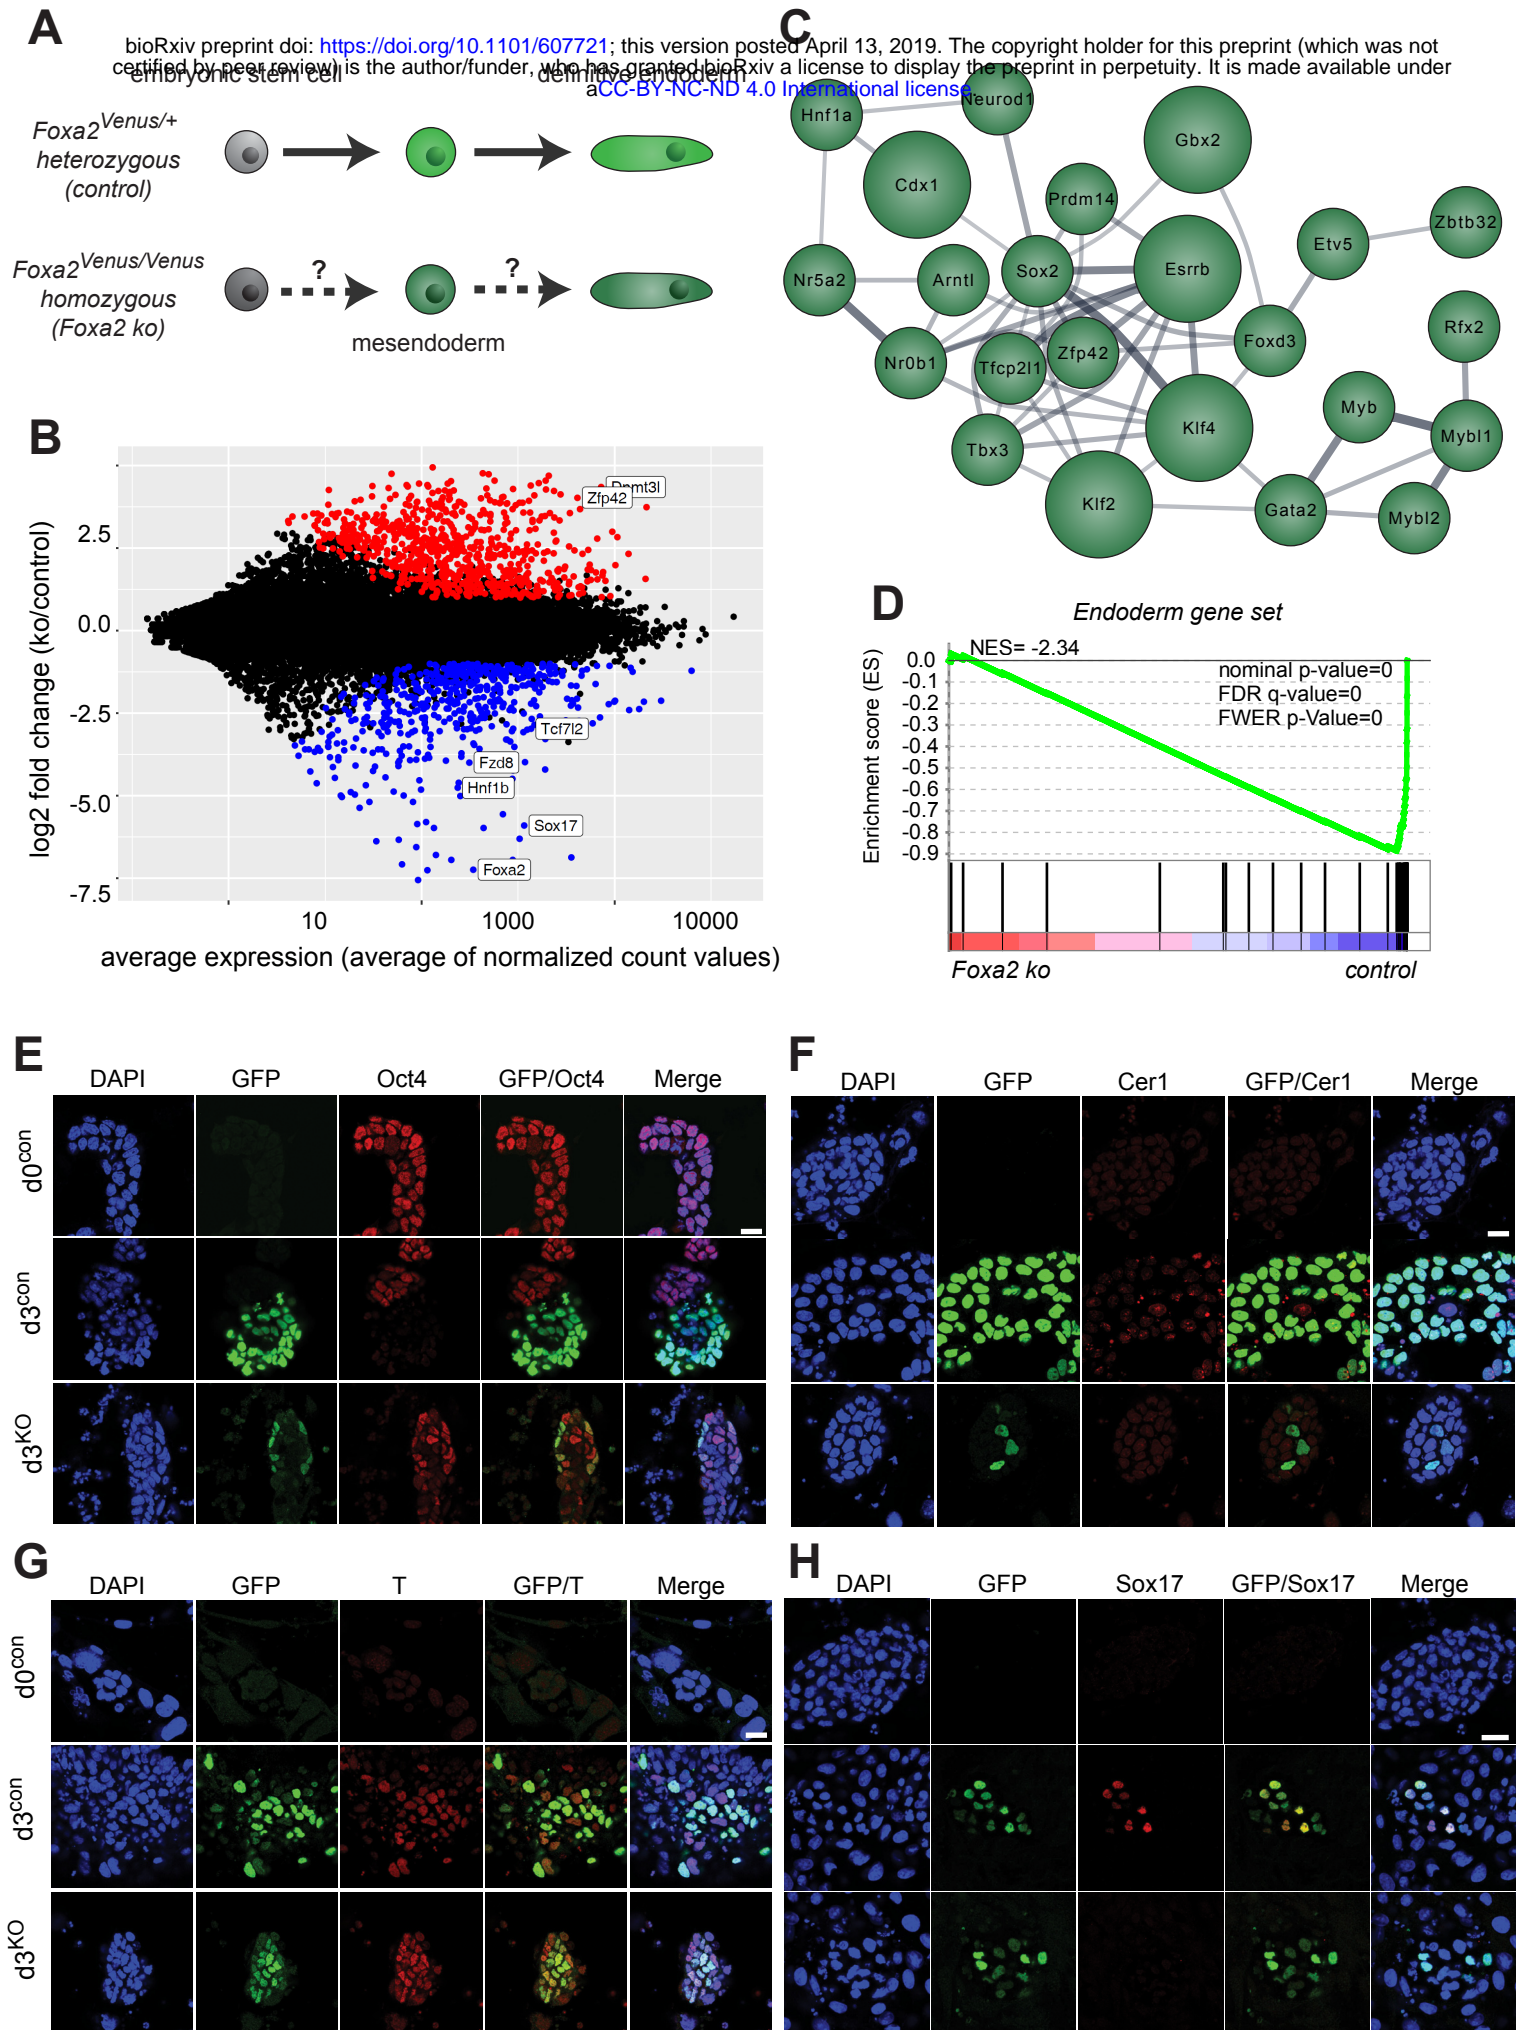 A
C
bioRxiv preprint doi: https://doi.org/10.1101/607721; this version posted April 13, 2019. The copyright holder for this preprint (which was not
certified by peer review) is the author/funder, who has granted bioRxiv a license to display the preprint in perpetuity. It is made available under
aCC-BY-NC-ND 4.0 International license.
embryonic stem cell
definitive endoderm
Foxa2 Venus/+
heterozygous
(control)
Foxa2 Venus/Venus
homozygous
(Foxa2 ko)
?
?
mesendoderm
Hnf1a
Neurod1
Gbx2
Cdx1
Prdm14
Zbtb32
Etv5
Nr5a2
Arntl
Sox2
Esrrb
Rfx2
Nr0b1
Tfcp2l1
Zfp42
Foxd3
Myb
Tbx3
Klf4
Mybl1
Klf2
Gata2
Mybl2
B
log2 fold change (ko/control)
2.5
0.0
-2.5
-5.0
-7.5
Dnmt3l
Zfp42
Tcf7l2
Fzd8
Hnf1b
Sox17
Foxa2
10
1000
10000
average expression (average of normalized count values)
D
Endoderm gene set
Enrichment score (ES)
NES= -2.34
nominal p-value=0
FDR q-value=0
FWER p-Value=0
0.0
-0.1
-0.2
-0.3
-0.4
-0.5
-0.6
-0.7
-0.8
-0.9
Foxa2 ko
control
E
DAPI GFP Oct4 GFP/Oct4 Merge
d0con
d3con
d3KO
F
DAPI GFP Cer1 GFP/Cer1 Merge
G
DAPI GFP T GFP/T Merge
d0con
d3con
d3KO
H
DAPI GFP Sox17 GFP/Sox17 Merge